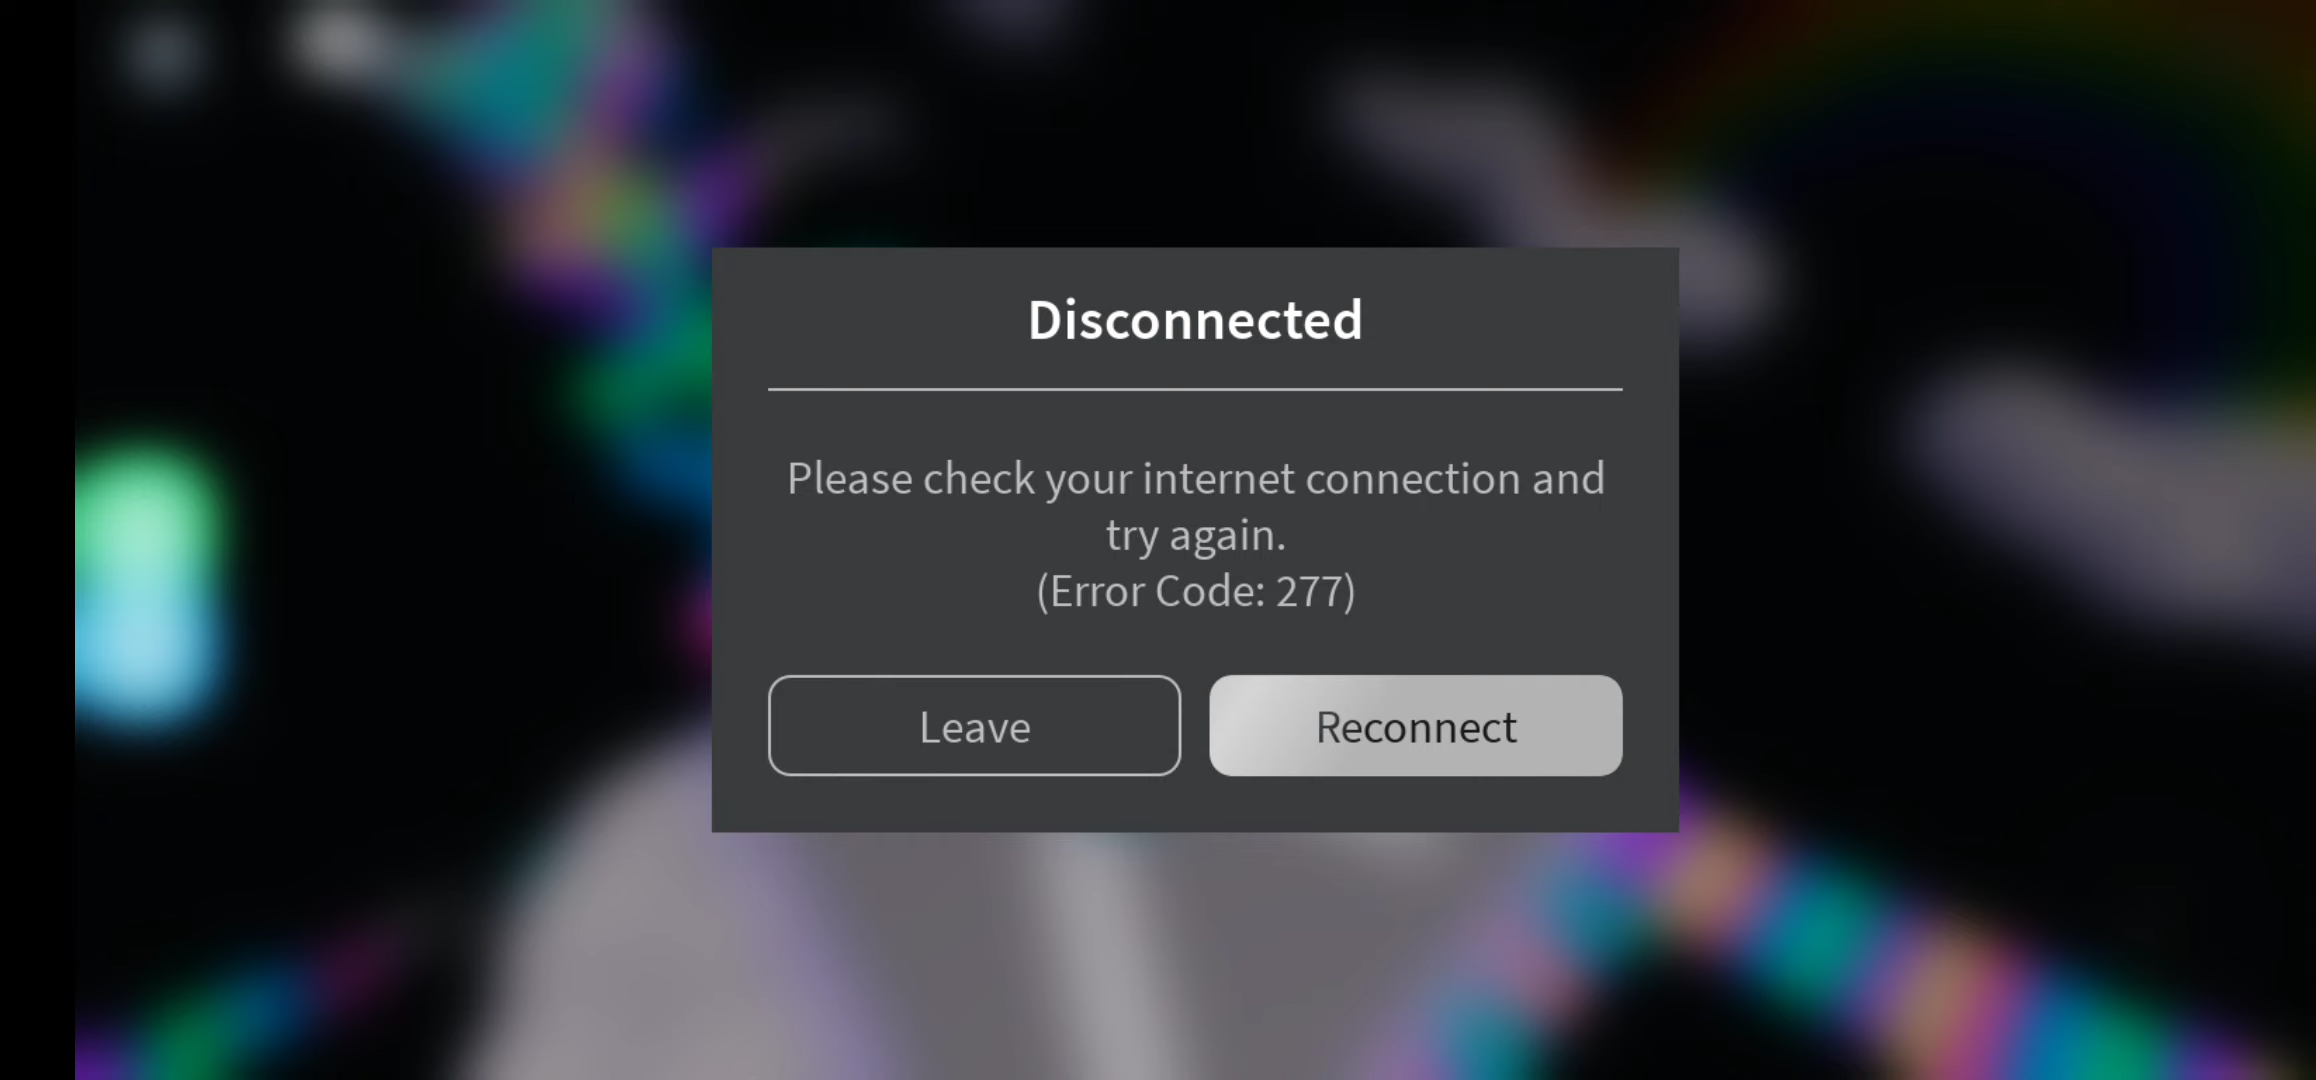 Disconnected
Please check your internet connection and
try again.
(Error Code: 277)
Leave
Reconnect